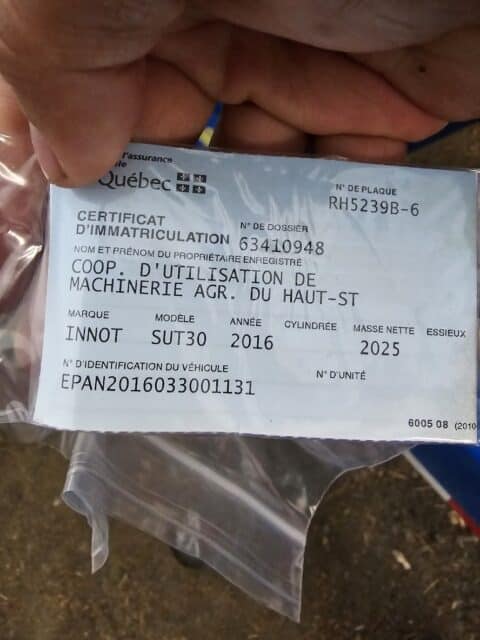 l'assurance
ile
Québec
N° DE PLAQUE
RH5239B-6
CERTIFICAT
D'IMMATRICULATION
N° DE DOSSIER
63410948
NOM ET PRÉNOM DU PROPRIÉTAIRE ENREGISTRÉ
COOP. D'UTILISATION DE
MACHINERIE AGR. DU HAUT-ST
MARQUE MODÈLE ANNÉE CYLINDRÉE MASSE NETTE ESSIEUX
INNOT SUT30 2016 2025
N° D'IDENTIFICATION DU VÉHICULE N° D'UNITÉ
EPAN2016033001131
6005 08 (2010